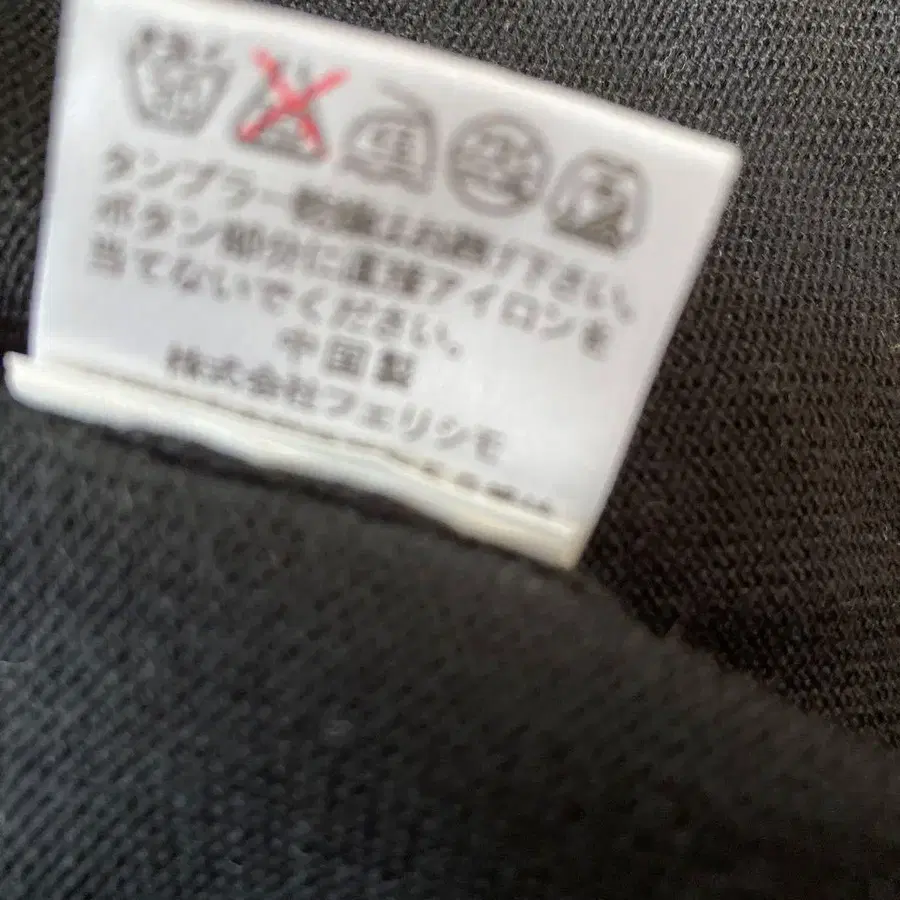 タンブラー乾燥はお避け下さい。
ボタン部分に直接アイロンを
当てないでください。
中国製
株式会社フェリシモ